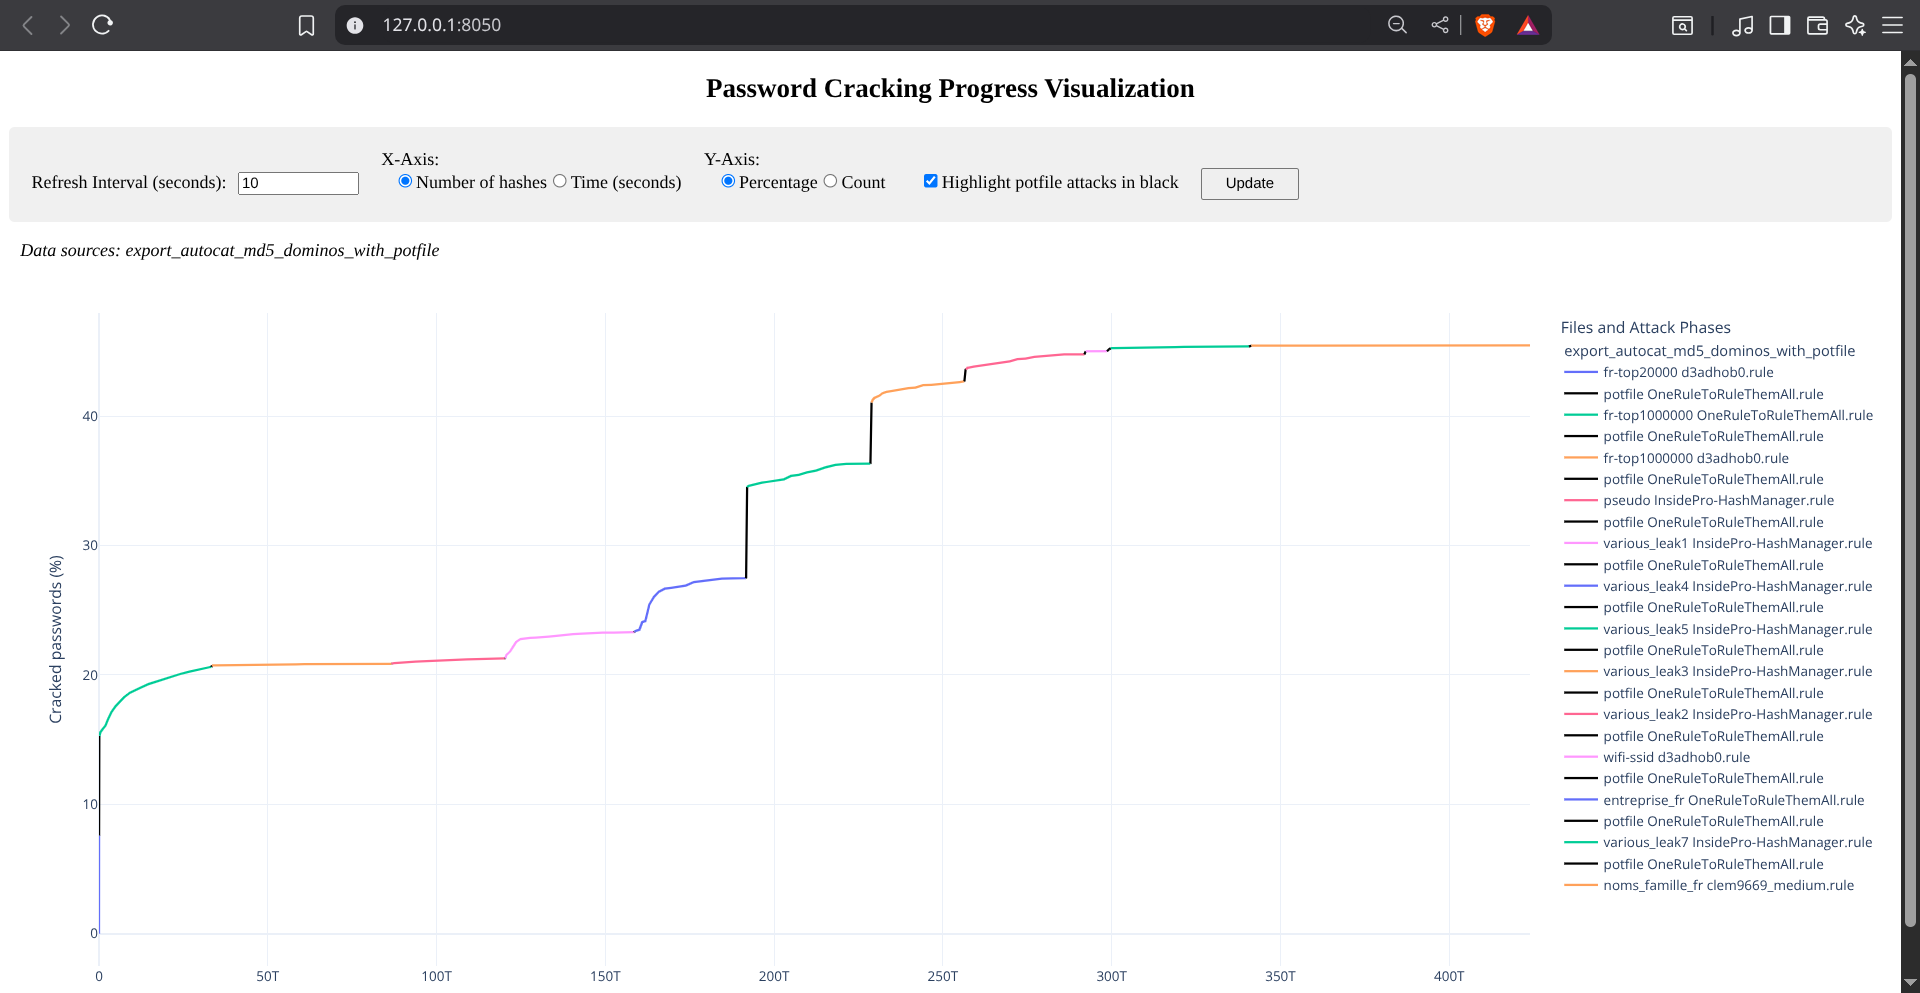 127.0.0.1:8050
Password Cracking Progress Visualization
X-Axis:
Y-Axis:
Refresh Interval (seconds): 10 Number of hashes Time (seconds) Percentage Count Highlight potfile attacks in black Update
Data sources: export_autocat_md5_dominos_with_potfile
Files and Attack Phases
export_autocat_md5_dominos_with_potfile
fr-top20000 d3adhob0.rule
potfile OneRuleToRuleThemAll.rule
fr-top1000000 OneRuleToRuleThemAll.rule
potfile OneRuleToRuleThemAll.rule
fr-top1000000 d3adhob0.rule
potfile OneRuleToRuleThemAll.rule
pseudo InsidePro-HashManager.rule
potfile OneRuleToRuleThemAll.rule
various_leak1 InsidePro-HashManager.rule
potfile OneRuleToRuleThemAll.rule
various_leak4 InsidePro-HashManager.rule
potfile OneRuleToRuleThemAll.rule
various_leak5 InsidePro-HashManager.rule
potfile OneRuleToRuleThemAll.rule
various_leak3 InsidePro-HashManager.rule
potfile OneRuleToRuleThemAll.rule
various_leak2 InsidePro-HashManager.rule
potfile OneRuleToRuleThemAll.rule
wifi-ssid d3adhob0.rule
potfile OneRuleToRuleThemAll.rule
entreprise_fr OneRuleToRuleThemAll.rule
potfile OneRuleToRuleThemAll.rule
various_leak7 InsidePro-HashManager.rule
potfile OneRuleToRuleThemAll.rule
noms_famille_fr clem9669_medium.rule
Cracked passwords (%)
40
30
20
10
0
0 50T 100T 150T 200T 250T 300T 350T 400T